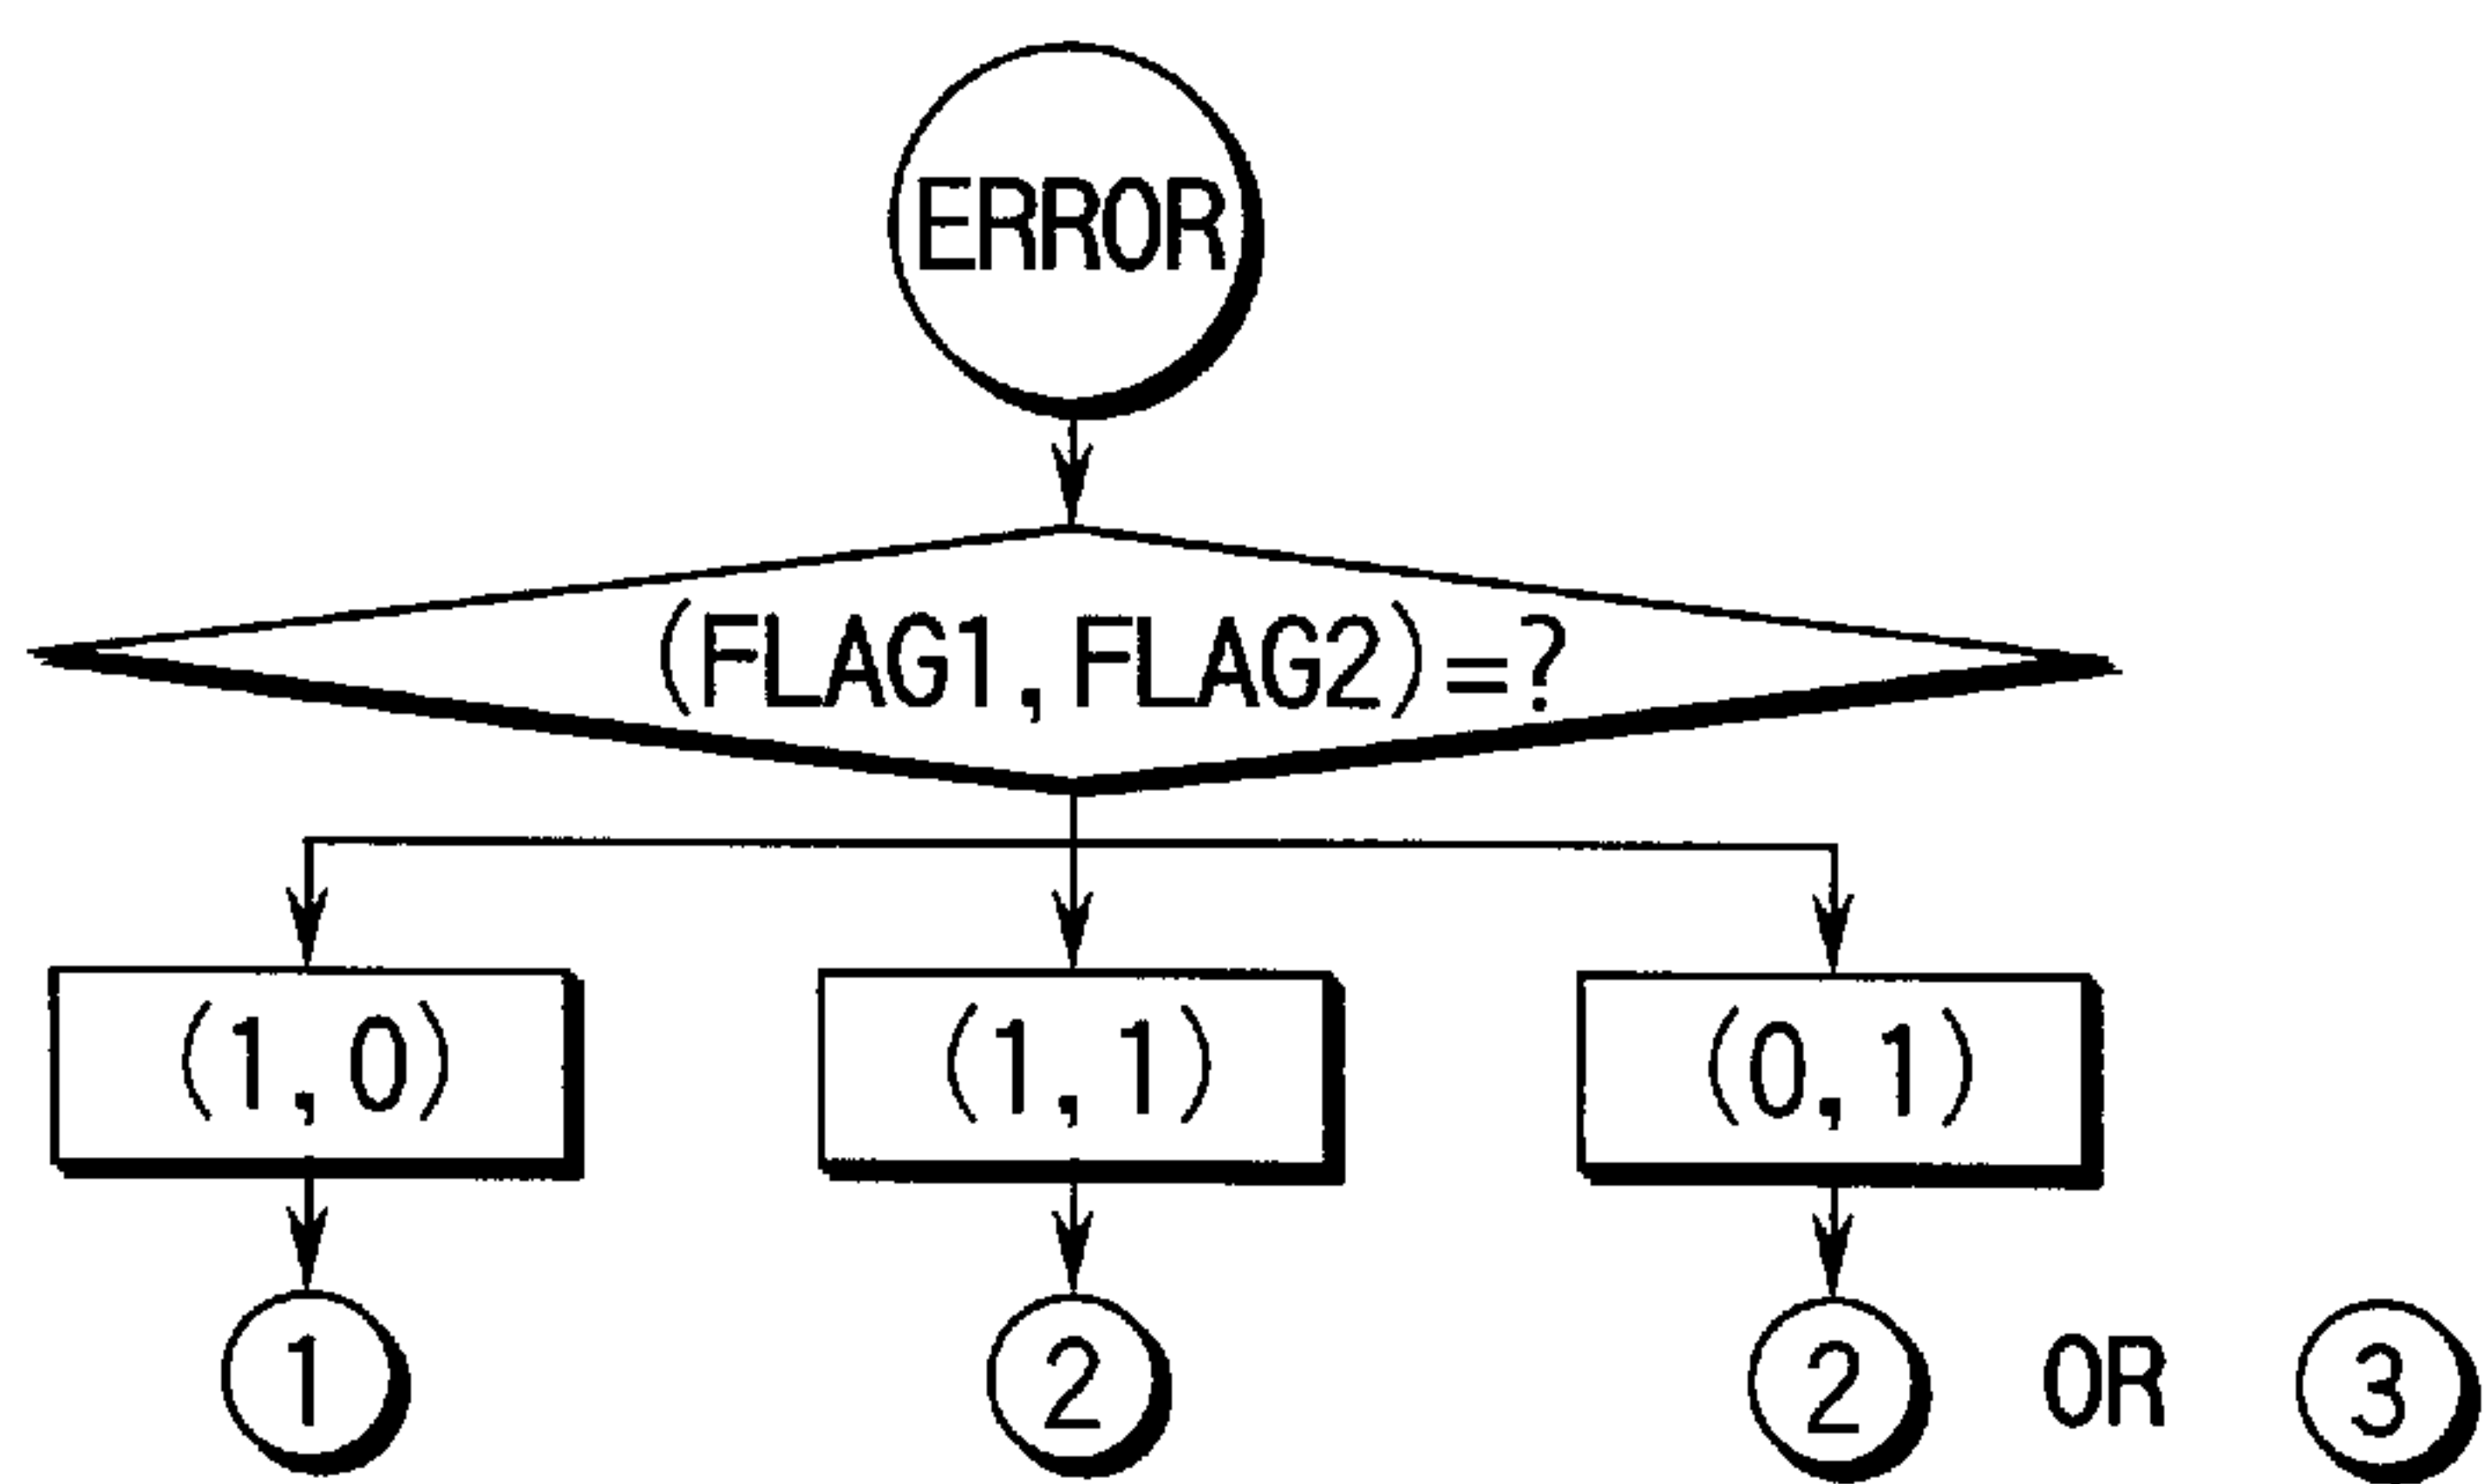 ERROR
(FLAG1,FLAG2)=?
(1,0) (1,1) (0,1)
1 2 2 OR 3